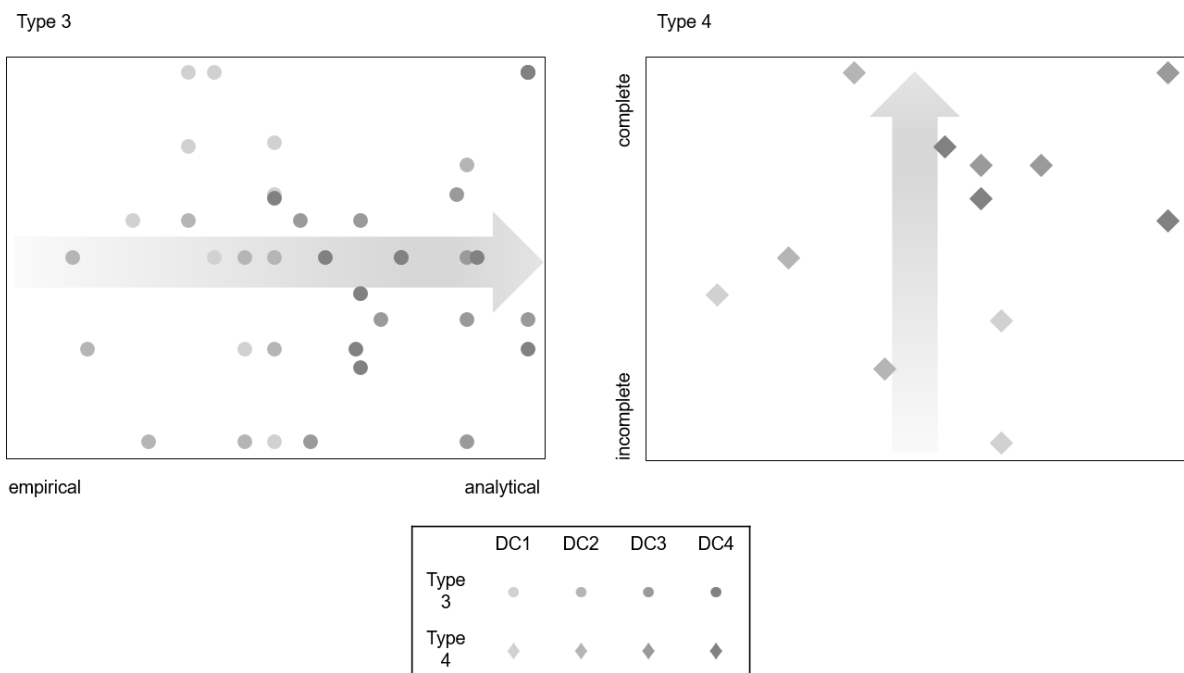 Type 3
Type 4
complete
incomplete
empirical
analytical
DC1 DC2 DC3 DC4
Type
3
Type
4